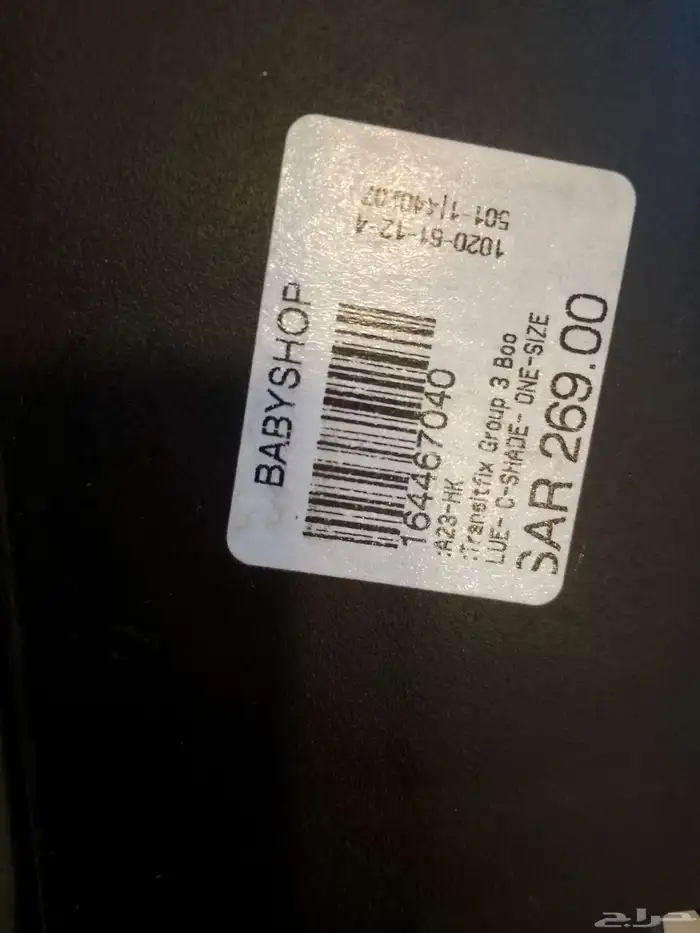 BABYSHOP
164467040
:A23-HK
:Transitfix Group 3 Boo
LUE- C-SHADE- ONE-SIZE
SAR 269.00
1020-61-12-4
501-1|440
حراج